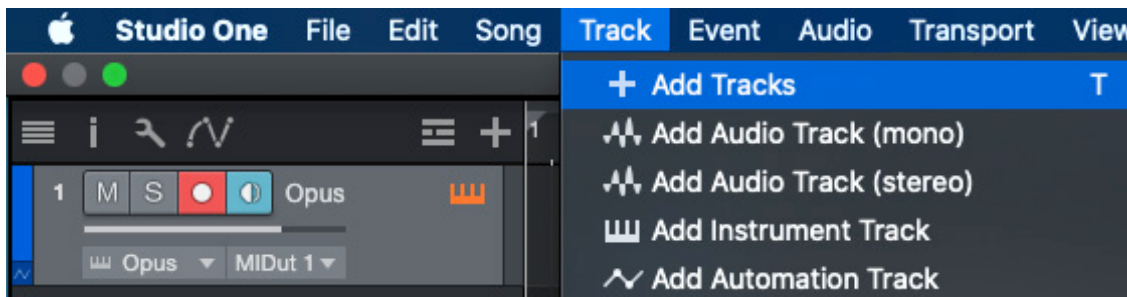 Studio One File Edit Song Track Event Audio Transport View
Add Tracks T
i 1
Add Audio Track (mono)
1 M S Opus
Add Audio Track (stereo)
Add Instrument Track
Opus MIDut 1
Add Automation Track